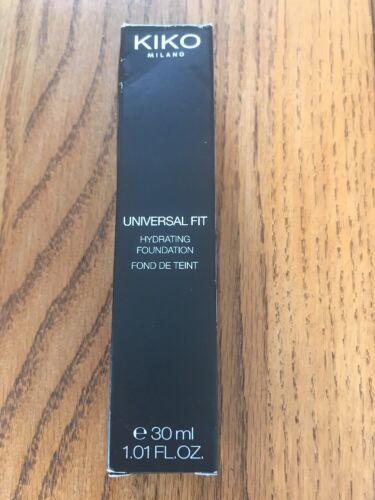 KIKO
MILANO
UNIVERSAL FIT
HYDRATING
FOUNDATION
FOND DE TEINT
℮ 30 ml
1.01 FL.OZ.